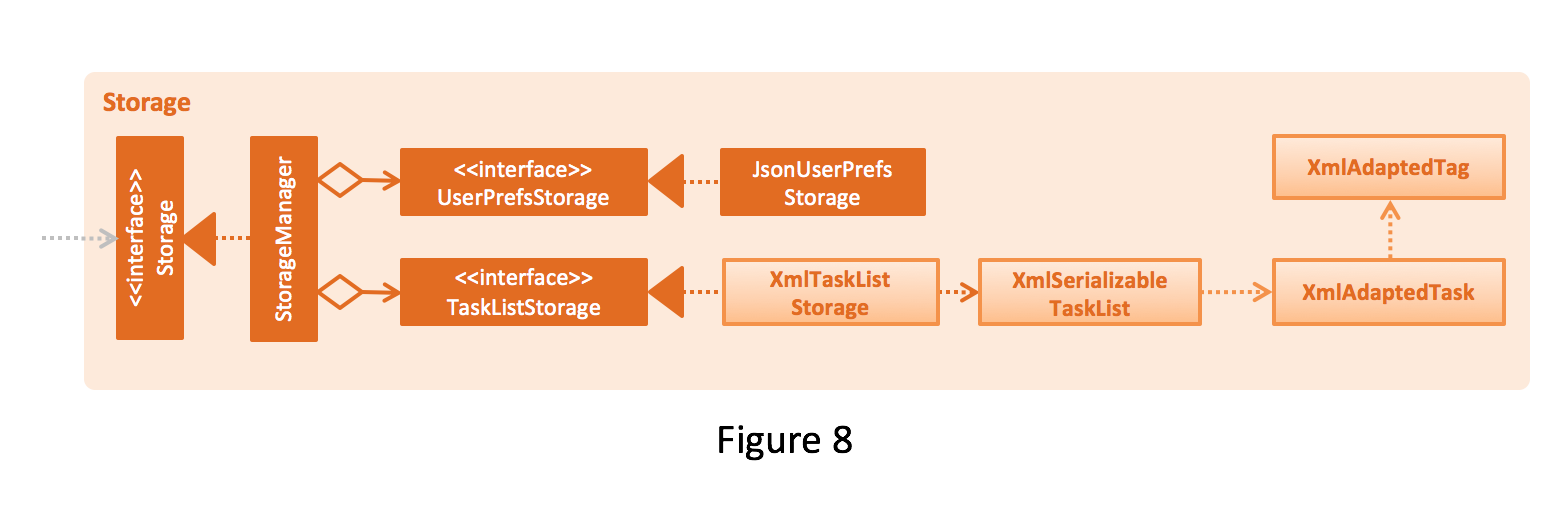 Storage
<<interface>>
Storage
StorageManager
<<interface>>
UserPrefsStorage
JsonUserPrefs
Storage
<<interface>>
TaskListStorage
XmlTaskList
Storage
XmlSerializable
TaskList
XmlAdaptedTag
XmlAdaptedTask
Figure 8